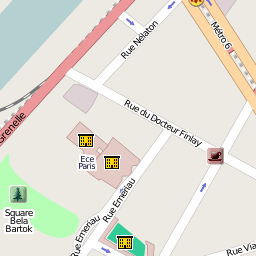 Rue Nélaton
Métro 6
Rue du Docteur Finlay
Grenelle
Ece
Paris
Square
Bela
Bartok
Rue Emeriau
Rue Emeriau
Rue Via